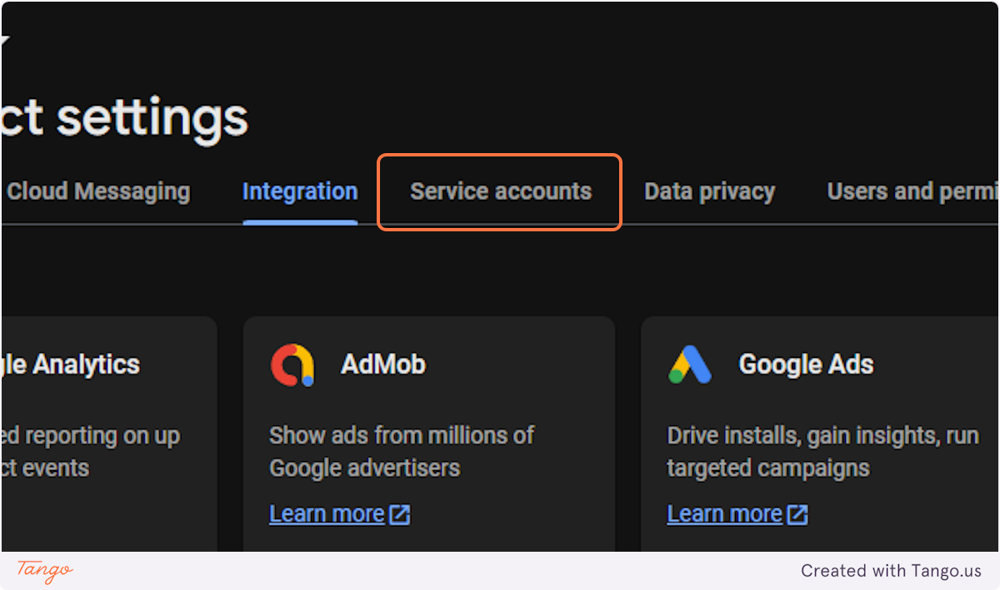 ct settings
Cloud Messaging Integration Service accounts Data privacy Users and permi
gle Analytics
AdMob
Google Ads
ed reporting on up
ct events
Show ads from millions of
Google advertisers
Learn more
Drive installs, gain insights, run
targeted campaigns
Learn more
Tango
Created with Tango.us